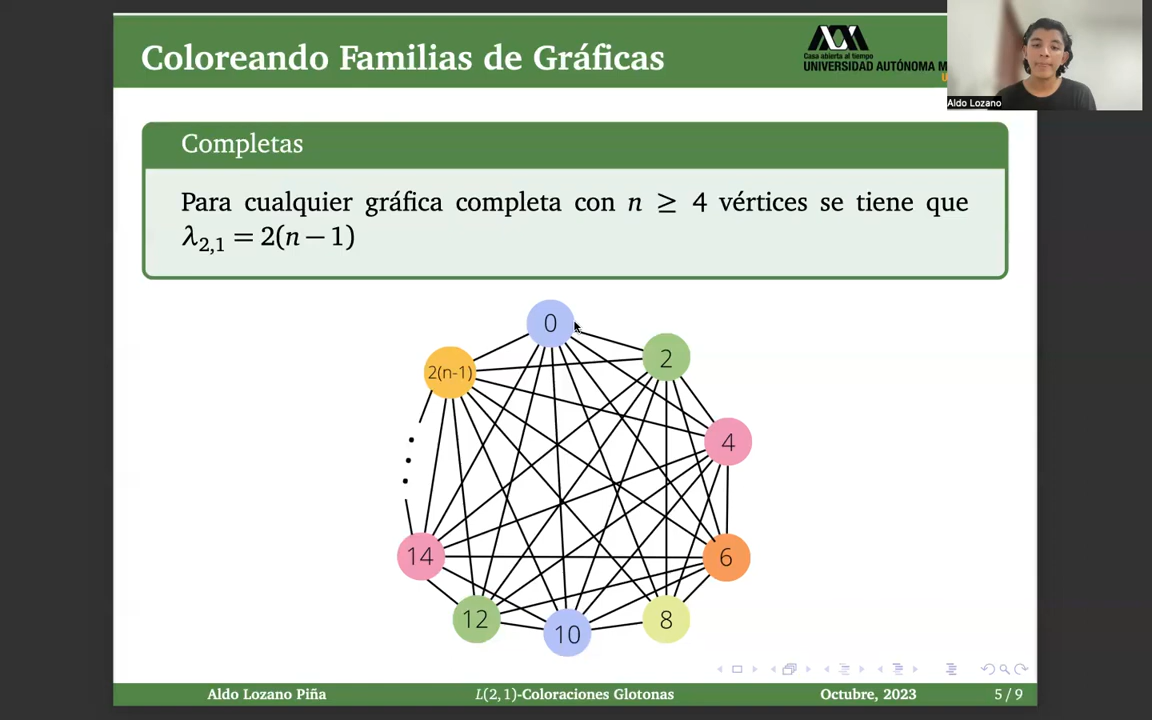 Coloreando Familias de Gráficas
Casa abierta al tiempo
UNIVERSIDAD AUTÓNOMA M
Aldo Lozano
Completas
Para cualquier gráfica completa con n ≥ 4 vértices se tiene que
λ2,1 = 2(n − 1)
0
2
2(n-1)
4
14
6
12
10
8
Aldo Lozano Piña
L(2, 1)-Coloraciones Glotonas
Octubre, 2023
5 / 9